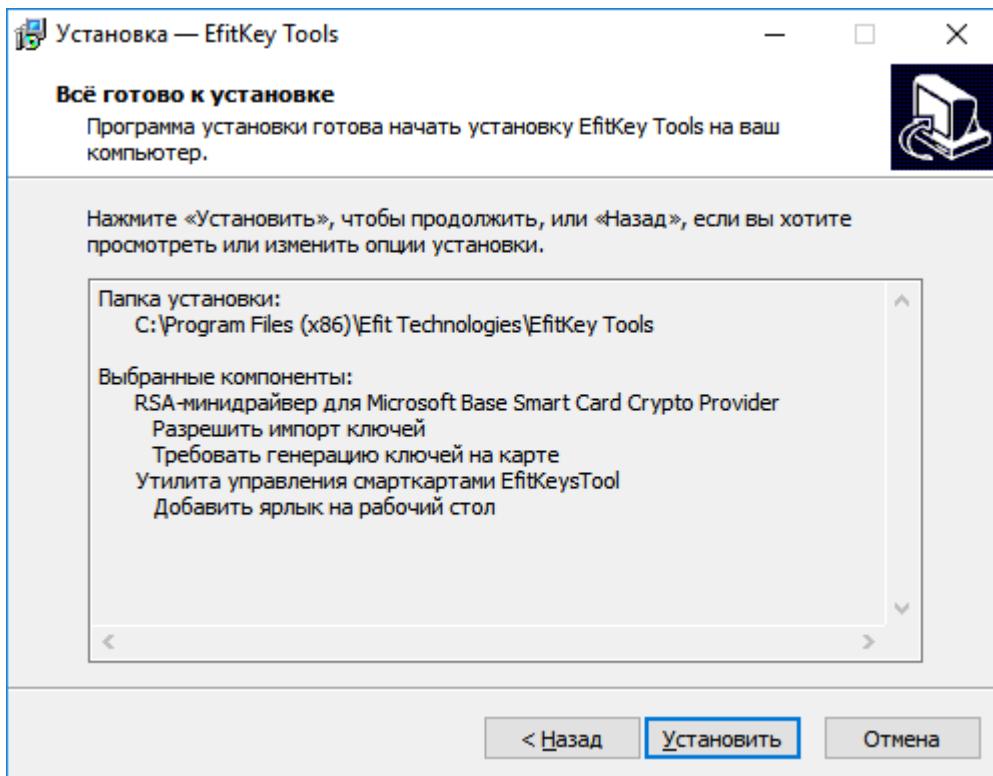 Установка — EfitKey Tools
Всё готово к установке
Программа установки готова начать установку EfitKey Tools на ваш
компьютер.
Нажмите «Установить», чтобы продолжить, или «Назад», если вы хотите
просмотреть или изменить опции установки.
Папка установки:
C:\Program Files (x86)\Efit Technologies\EfitKey Tools
Выбранные компоненты:
RSA-минидрайвер для Microsoft Base Smart Card Crypto Provider
Разрешить импорт ключей
Требовать генерацию ключей на карте
Утилита управления смарткартами EfitKeysTool
Добавить ярлык на рабочий стол
< Назад Установить Отмена